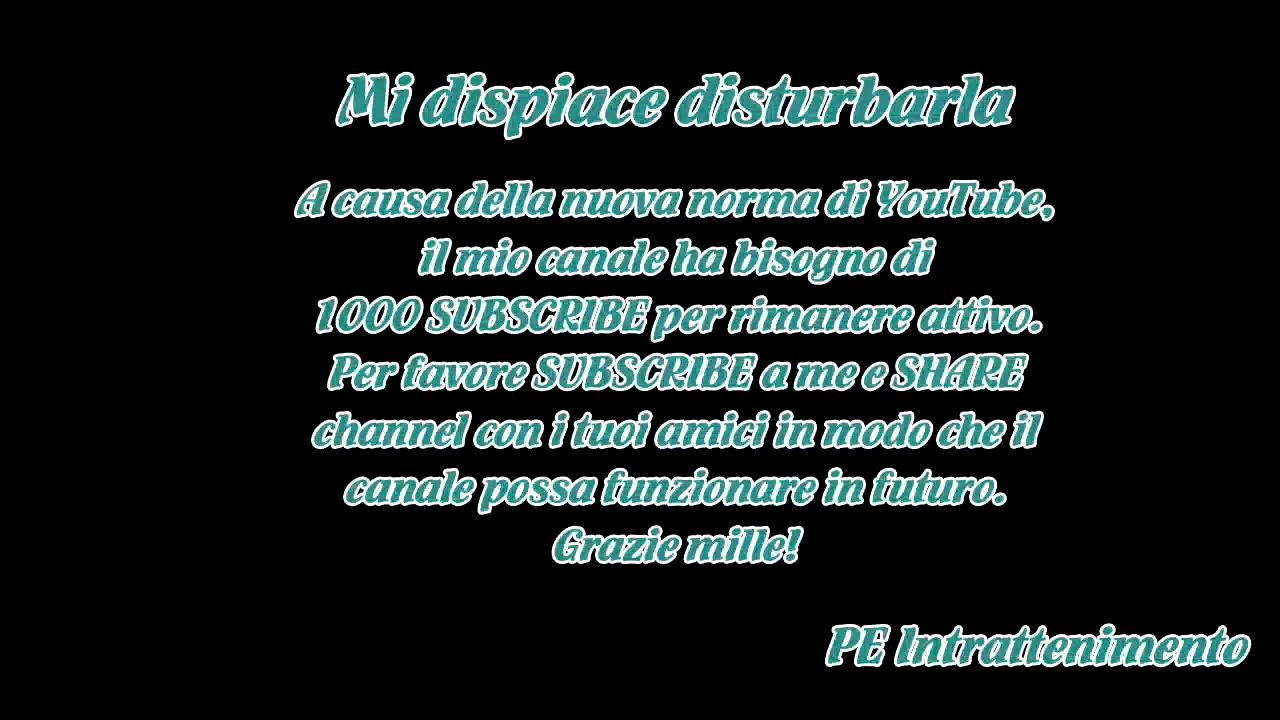 Mi dispiace disturbarla
A causa della nuova norma di YouTube,
il mio canale ha bisogno di
1000 SUBSCRIBE per rimanere attivo.
Per favore SUBSCRIBE a me e SHARE
channel con i tuoi amici in modo che il
canale possa funzionare in futuro.
Grazie mille!
PE Intrattenimento